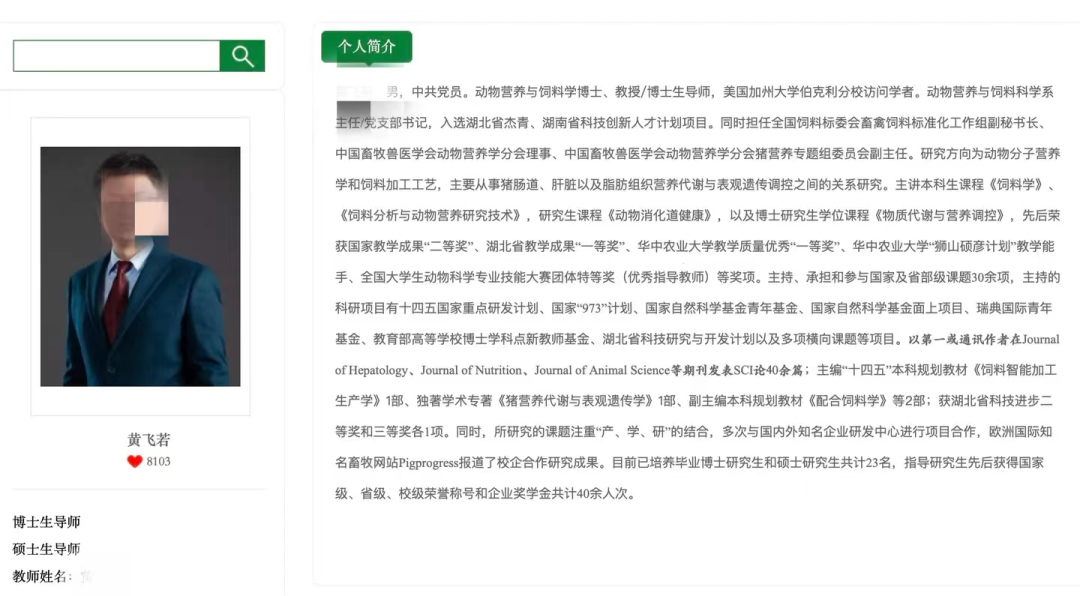 个人简介
男，中共党员。动物营养与饲料学博士、教授/博士生导师，美国加州大学伯克利分校访问学者。动物营养与饲料科学系
主任/党支部书记，入选湖北省杰青、湖南省科技创新人才计划项目。同时担任全国饲料标委会畜禽饲料标准化工作组副秘书长、
中国畜牧兽医学会动物营养学分会理事、中国畜牧兽医学会动物营养学分会猪营养专题组委员会副主任。研究方向为动物分子营养
学和饲料加工工艺，主要从事猪肠道、肝脏以及脂肪组织营养代谢与表观遗传调控之间的关系研究。主讲本科生课程《饲料学》、
《饲料分析与动物营养研究技术》，研究生课程《动物消化道健康》，以及博士研究生学位课程《物质代谢与营养调控》，先后荣
获国家教学成果“二等奖”、湖北省教学成果“一等奖”、华中农业大学教学质量优秀“一等奖”、华中农业大学“狮山硕彦计划”教学能
手、全国大学生动物科学专业技能大赛团体特等奖（优秀指导教师）等奖项。主持、承担和参与国家及省部级课题30余项，主持的
科研项目有十四五国家重点研发计划、国家“973”计划、国家自然科学基金青年基金、国家自然科学基金面上项目、瑞典国际青年
基金、教育部高等学校博士学科点新教师基金、湖北省科技研究与开发计划以及多项横向课题等项目。以第一或通讯作者在Journal
of Hepatology、Journal of Nutrition、Journal of Animal Science等期刊发表SCI论40余篇；主编“十四五”本科规划教材《饲料智能加工
生产学》1部、独著学术专著《猪营养代谢与表观遗传学》1部、副主编本科规划教材《配合饲料学》等2部；获湖北省科技进步二
等奖和三等奖各1项。同时，所研究的课题注重“产、学、研”的结合，多次与国内外知名企业研发中心进行项目合作，欧洲国际知
名畜牧网站Pigprogress报道了校企合作研究成果。目前已培养毕业博士研究生和硕士研究生共计23名，指导研究生先后获得国家
级、省级、校级荣誉称号和企业奖学金共计40余人次。
黄飞若
8103
博士生导师
硕士生导师
教师姓名：